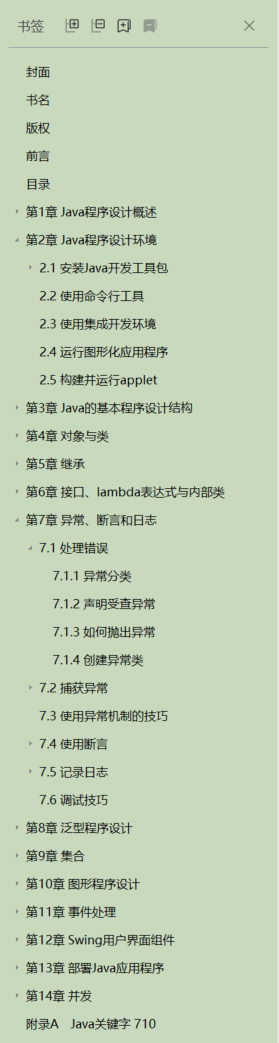 书签
封面
书名
版权
前言
目录
第1章 Java程序设计概述
第2章 Java程序设计环境
2.1 安装Java开发工具包
2.2 使用命令行工具
2.3 使用集成开发环境
2.4 运行图形化应用程序
2.5 构建并运行applet
第3章 Java的基本程序设计结构
第4章 对象与类
第5章 继承
第6章 接口、lambda表达式与内部类
第7章 异常、断言和日志
7.1 处理错误
7.1.1 异常分类
7.1.2 声明受查异常
7.1.3 如何抛出异常
7.1.4 创建异常类
7.2 捕获异常
7.3 使用异常机制的技巧
7.4 使用断言
7.5 记录日志
7.6 调试技巧
第8章 泛型程序设计
第9章 集合
第10章 图形程序设计
第11章 事件处理
第12章 Swing用户界面组件
第13章 部署Java应用程序
第14章 并发
附录A Java关键字 710